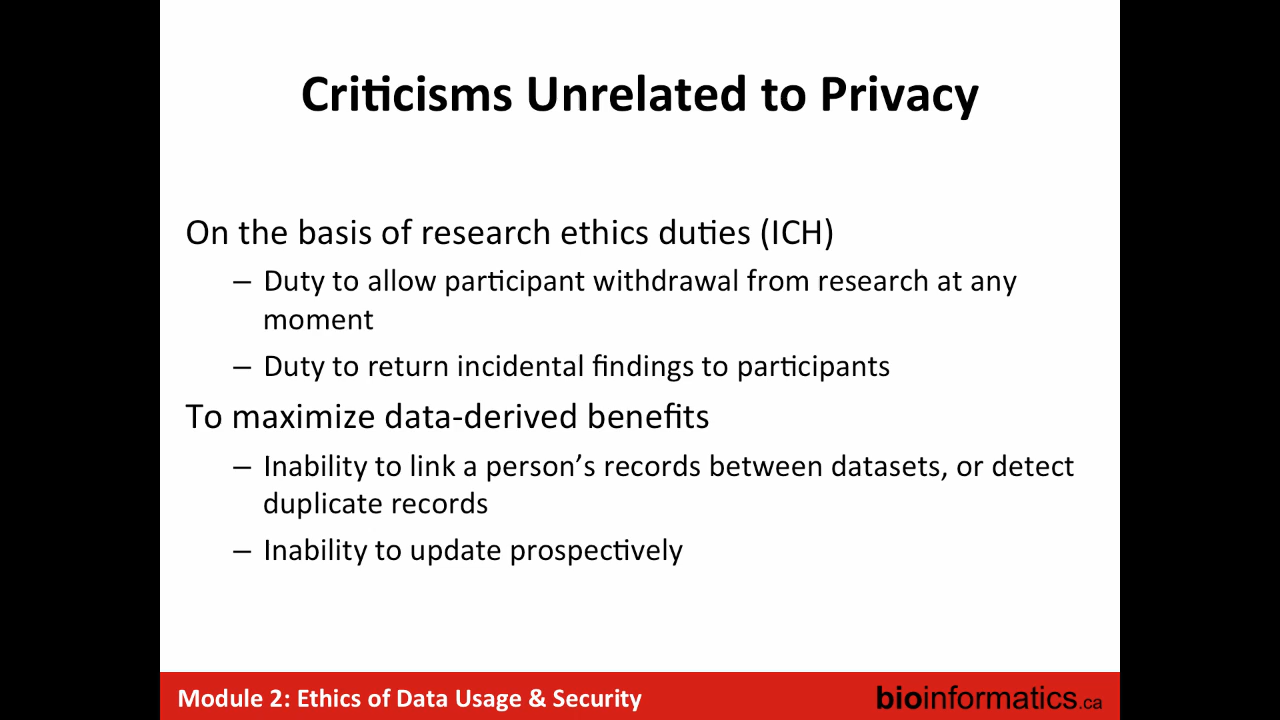 Criticisms Unrelated to Privacy
On the basis of research ethics duties (ICH)
– Duty to allow participant withdrawal from research at any
moment
– Duty to return incidental findings to participants
To maximize data-derived benefits
– Inability to link a person’s records between datasets, or detect
duplicate records
– Inability to update prospectively
Module 2: Ethics of Data Usage & Security
bioinformatics.ca